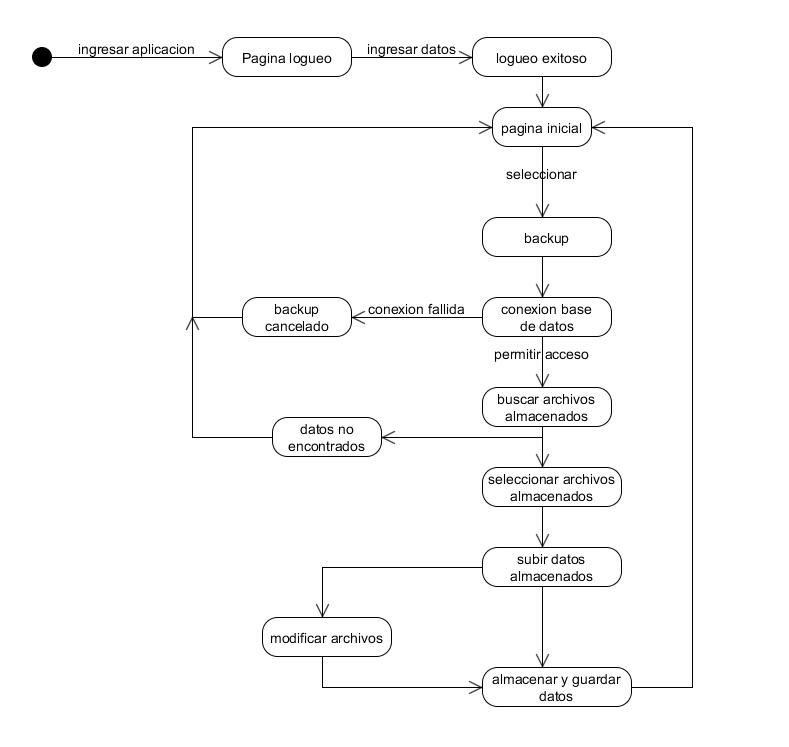 ingresar aplicacion
Pagina logueo
ingresar datos
logueo exitoso
pagina inicial
seleccionar
backup
backup
cancelado
conexion fallida
conexion base
de datos
permitir acceso
buscar archivos
almacenados
datos no
encontrados
seleccionar archivos
almacenados
subir datos
almacenados
modificar archivos
almacenar y guardar
datos